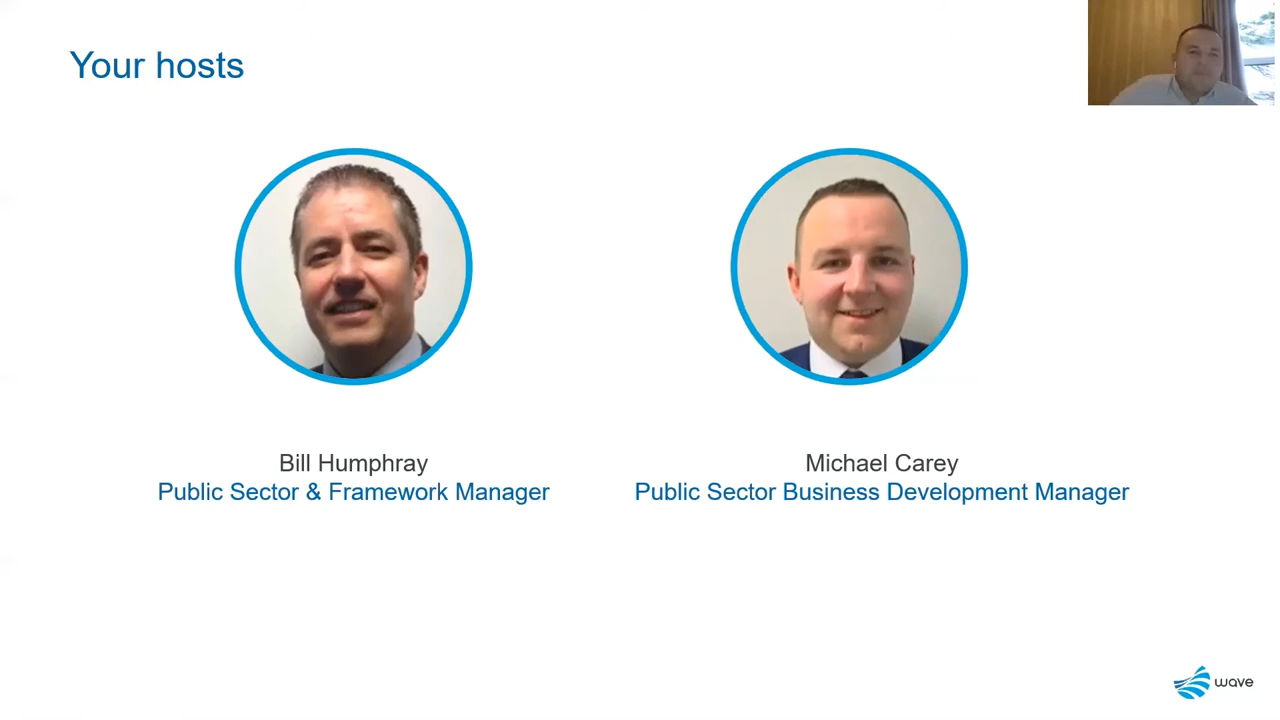 Your hosts
Bill Humphray
Public Sector & Framework Manager
Michael Carey
Public Sector Business Development Manager
wave